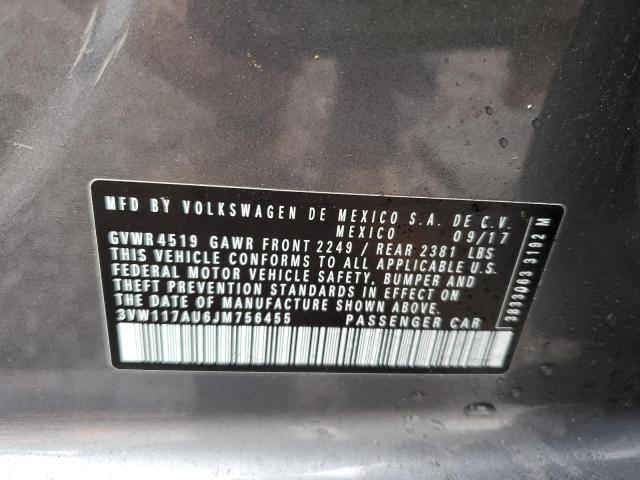 MFD BY VOLKSWAGEN DE MEXICO S.A. DE C.V.
MEXICO 09/17
GVWR 4519 GAWR FRONT 2249 / REAR 2381 LBS
THIS VEHICLE CONFORMS TO ALL APPLICABLE U.S.
FEDERAL MOTOR VEHICLE SAFETY, BUMPER AND
THEFT PREVENTION STANDARDS IN EFFECT ON
THE DATE OF MANUFACTURE SHOWN ABOVE.
3VW117AU6JM756455 PASSENGER CAR
3833063 3192 M